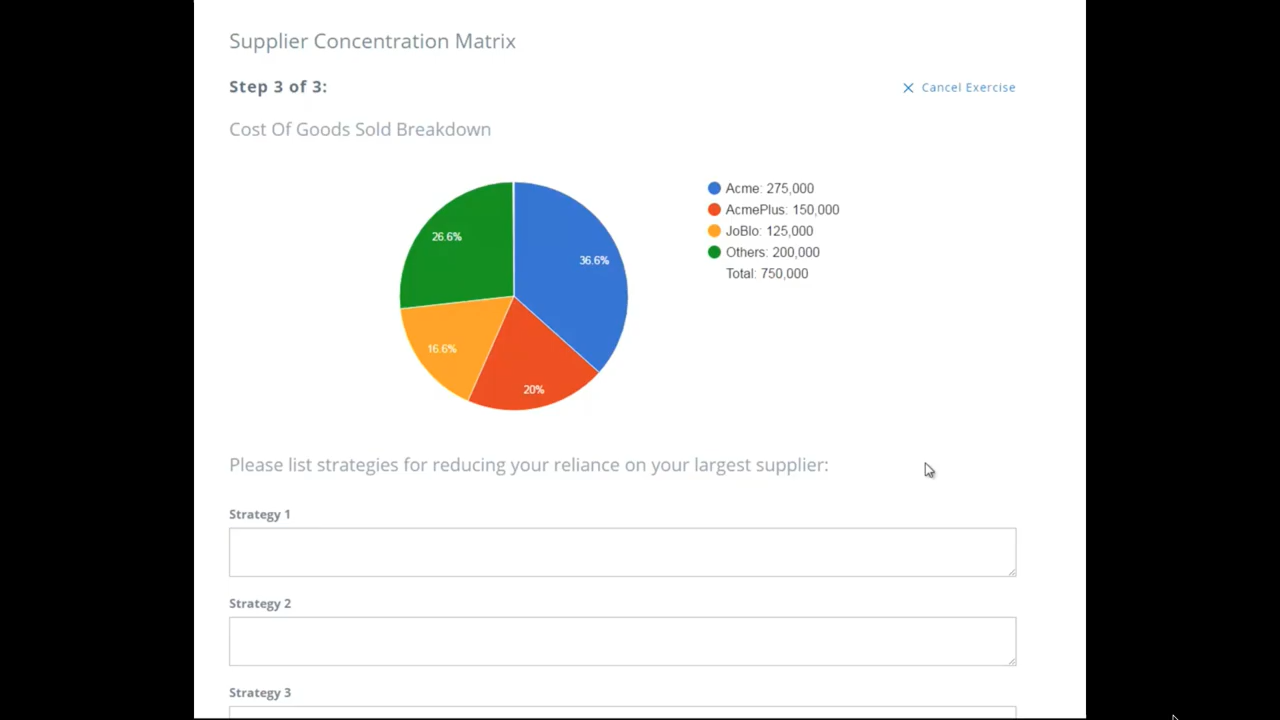 Supplier Concentration Matrix
Step 3 of 3:
Cancel Exercise
Cost Of Goods Sold Breakdown
26.6%
36.6%
16.6%
20%
Acme: 275,000
AcmePlus: 150,000
JoBlo: 125,000
Others: 200,000
Total: 750,000
Please list strategies for reducing your reliance on your largest supplier:
Strategy 1
Strategy 2
Strategy 3